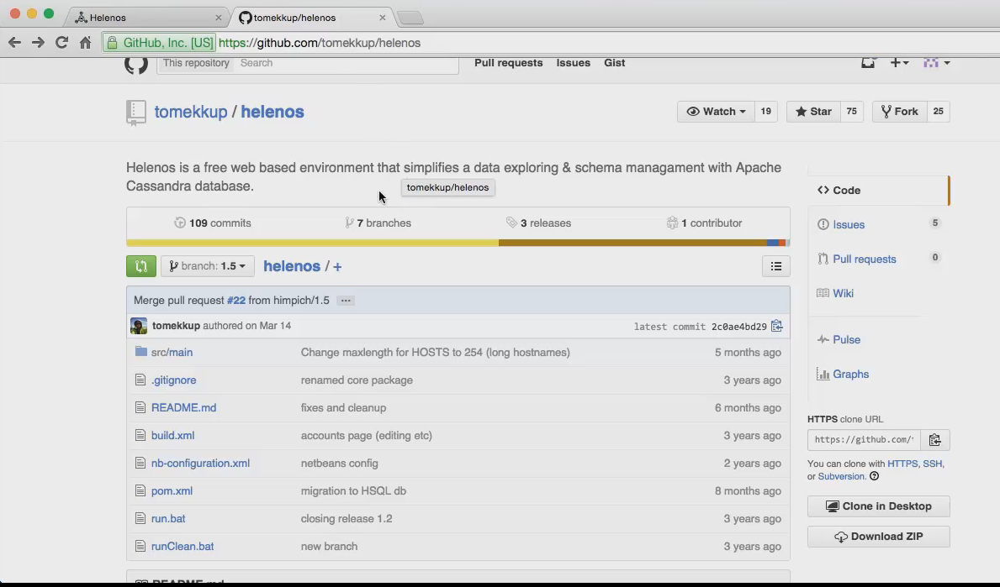 Helenos
tomekkup/helenos
GitHub, Inc. [US] https://github.com/tomekkup/helenos
This repository Search Pull requests Issues Gist
tomekkup / helenos
Watch 19 Star 75 Fork 25
Helenos is a free web based environment that simplifies a data exploring & schema managament with Apache
Cassandra database.
tomekkup/helenos
109 commits 7 branches 3 releases 1 contributor
branch: 1.5 helenos / +
Merge pull request #22 from himpich/1.5 ...
tomekkup authored on Mar 14 latest commit 2c0ae4bd29
src/main Change maxlength for HOSTS to 254 (long hostnames) 5 months ago
.gitignore renamed core package 3 years ago
README.md fixes and cleanup 6 months ago
build.xml accounts page (editing etc) 3 years ago
nb-configuration.xml netbeans config 2 years ago
pom.xml migration to HSQL db 8 months ago
run.bat closing release 1.2 3 years ago
runClean.bat new branch 3 years ago
README.md
Code
Issues 5
Pull requests 0
Wiki
Pulse
Graphs
HTTPS clone URL
https://github.com/
You can clone with HTTPS, SSH,
or Subversion.
Clone in Desktop
Download ZIP